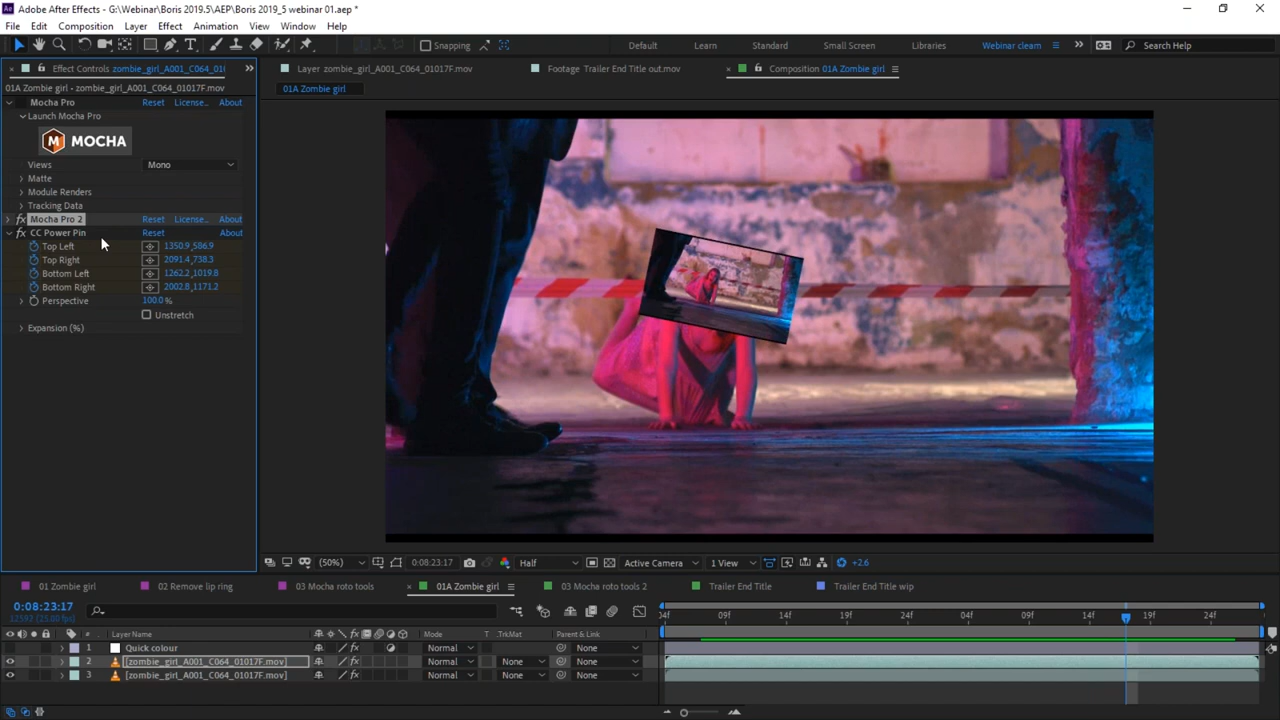 Adobe After Effects - G:\Webinar\Boris 2019.5\AEP\Boris 2019_5 webinar 01.aep *
File Edit Composition Layer Effect Animation View Window Help
Snapping Default Learn Standard Small Screen Libraries Webinar cleam Search Help
Effect Controls zombie_girl_A001_C064_01 Layer zombie_girl_A001_C064_01017F.mov Footage Trailer End Title out.mov Composition 01A Zombie girl
01A Zombie girl - zombie_girl_A001_C064_01017F.mov 01A Zombie girl
Mocha Pro Reset License... About
Launch Mocha Pro
MOCHA
Views Mono
Matte
Module Renders
Tracking Data
Mocha Pro 2 Reset License... About
CC Power Pin Reset About
Top Left 1350.9,586.9
Top Right 2091.4,738.3
Bottom Left 1262.2,1019.8
Bottom Right 2002.8,1171.2
Perspective 100.0 %
Unstretch
Expansion (%)
(50%) 0:08:23:17 Half Active Camera 1 View +2.6
01 Zombie girl 02 Remove lip ring 03 Mocha roto tools 01A Zombie girl 03 Mocha roto tools 2 Trailer End Title Trailer End Title wip
0:08:23:17
12592 (25.00 fps)
04f 09f 14f 19f 24f 04f 09f 14f 19f 24f
# Layer Name Mode T .TrkMat Parent & Link
1 Quick colour Normal None
2 [zombie_girl_A001_C064_01017F.mov] Normal None None
3 [zombie_girl_A001_C064_01017F.mov] Normal None None